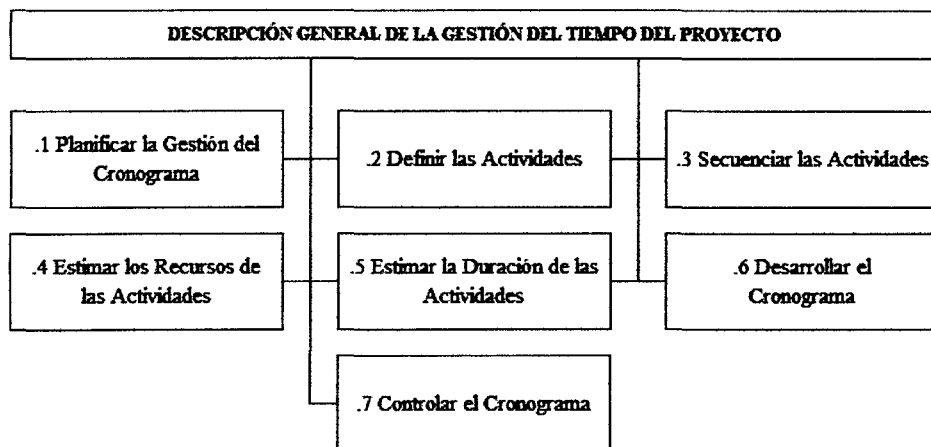 DESCRIPCIÓN GENERAL DE LA GESTIÓN DEL TIEMPO DEL PROYECTO
.1 Planificar la Gestión del
Cronograma
.2 Definir las Actividades
.3 Secuenciar las Actividades
.4 Estimar los Recursos de
las Actividades
.5 Estimar la Duración de las
Actividades
.6 Desarrollar el
Cronograma
.7 Controlar el Cronograma